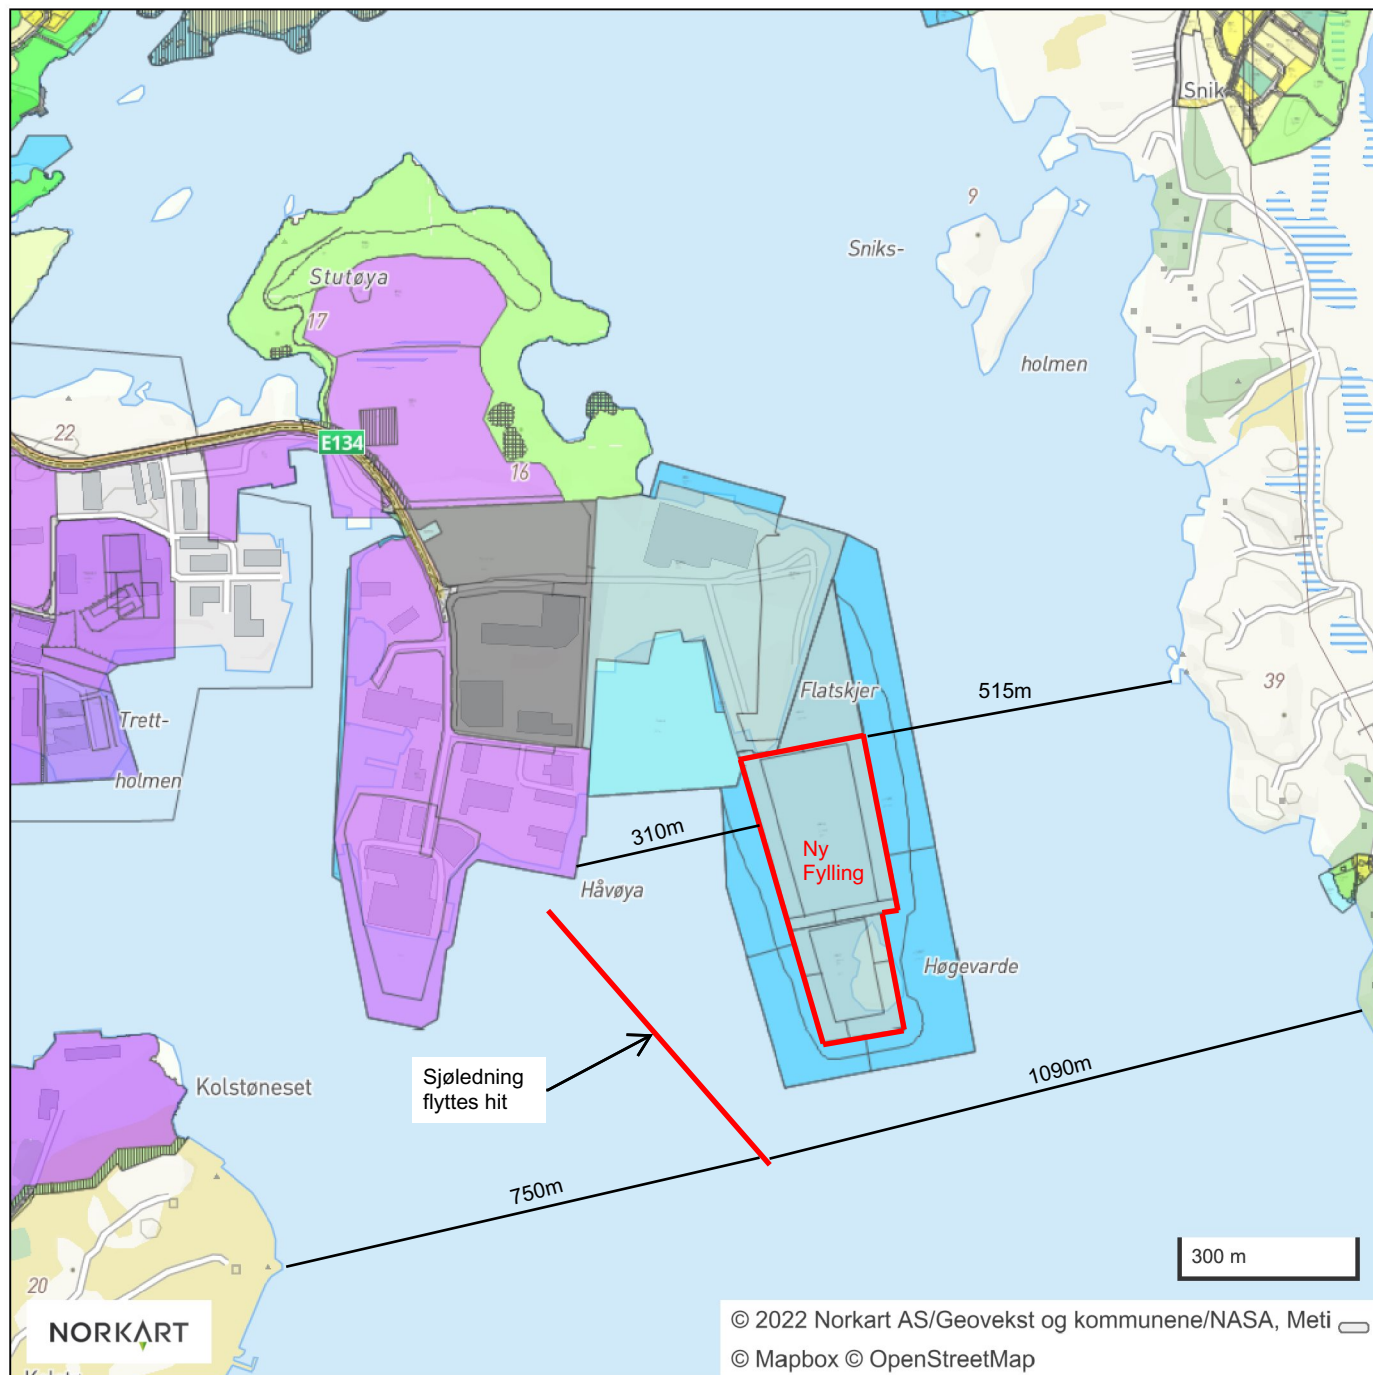 Snik
9
Sniks-
holmen
Stutøya
17
22
E134
16
Flatskjer
515m
39
Trett-
holmen
310m
Ny
Fylling
Håvøya
Høgevarde
Sjøledning
flyttes hit
Kolstøneset
1090m
750m
300 m
20
NORKART
© 2022 Norkart AS/Geovekst og kommunene/NASA, Meti
© Mapbox © OpenStreetMap